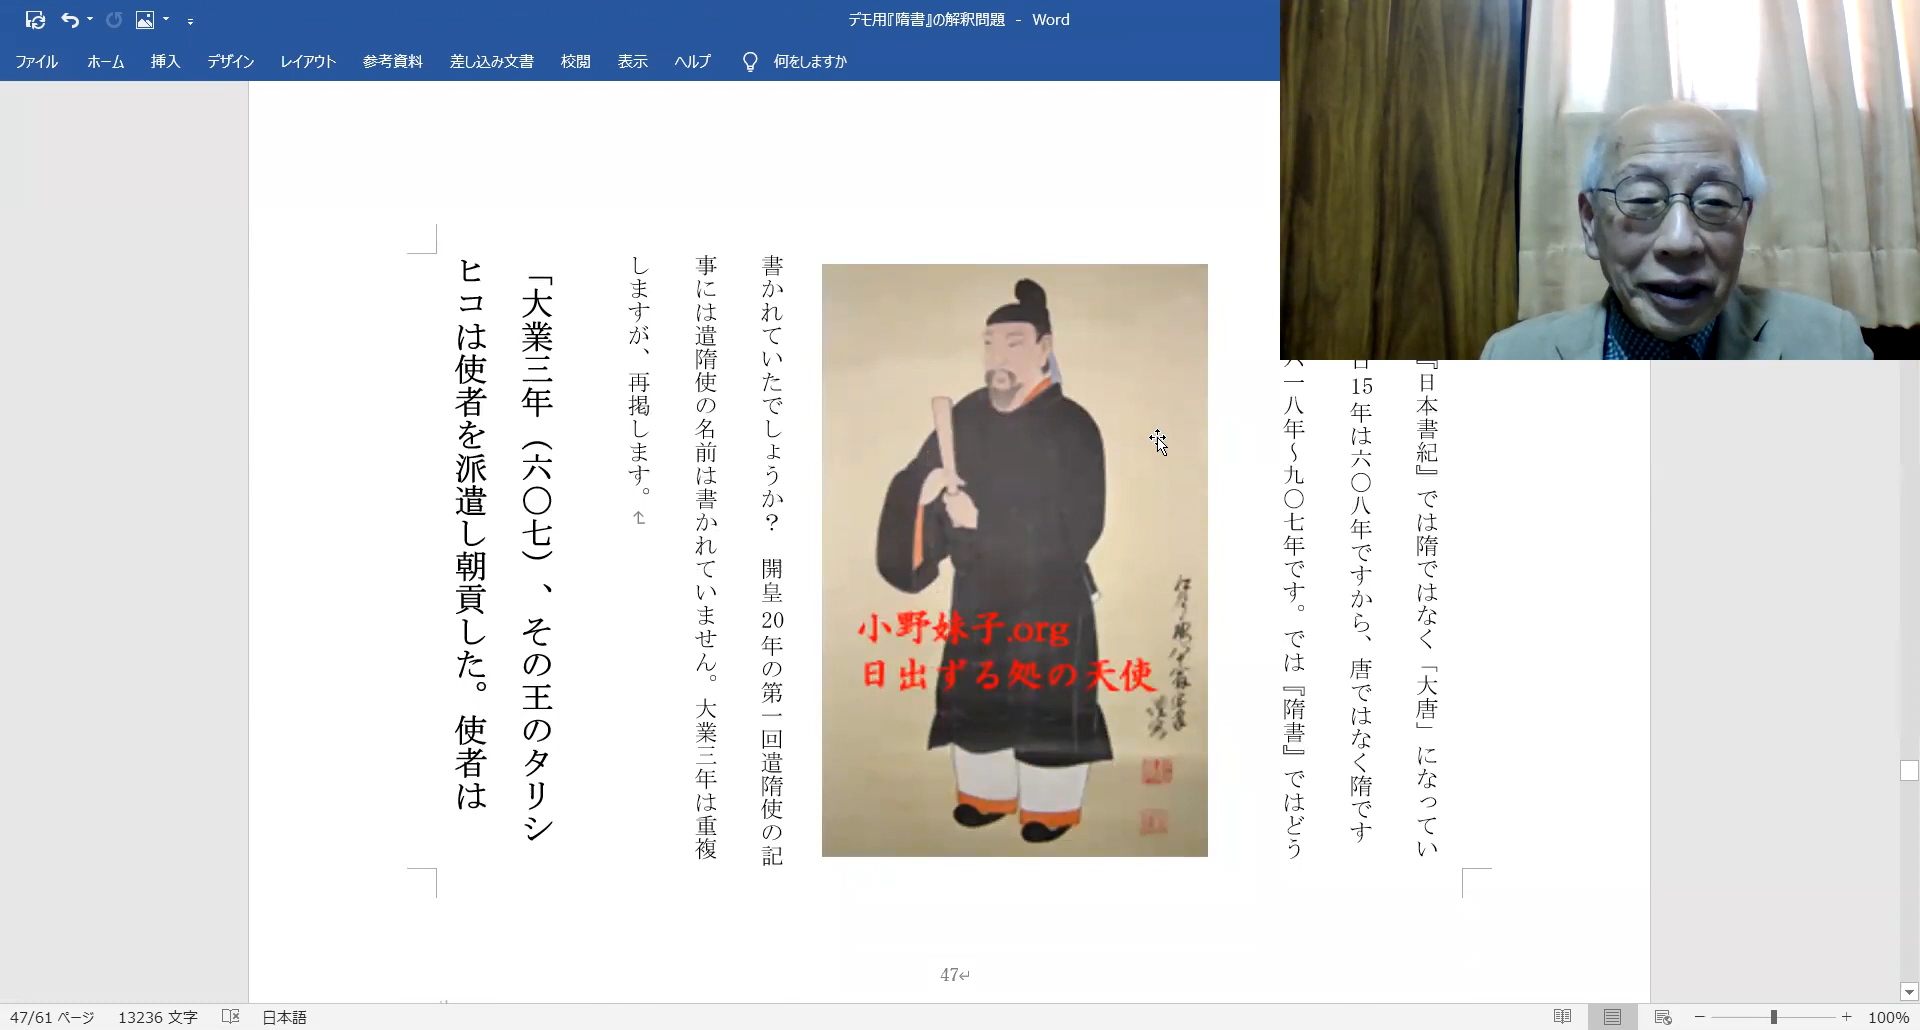 デモ用『隋書』の解釈問題 - Word
ファイル ホーム 挿入 デザイン レイアウト 参考資料 差し込み文書 校閲 表示 ヘルプ 何をしますか
『日本書紀』では隋ではなく「大唐」になってい
15年は六〇八年ですから、唐ではなく隋です
一八年～九〇七年です。では『隋書』ではどう
小野妹子.org
日出ずる処の天使
書かれていたでしょうか？　開皇20年の第一回遣隋使の記
事には遣隋使の名前は書かれていません。大業三年は重複
しますが、再掲します。
「大業三年（六〇七）、その王のタリシ
ヒコは使者を派遣し朝貢した。使者は
47
47/61 ページ 13236 文字 日本語 100%